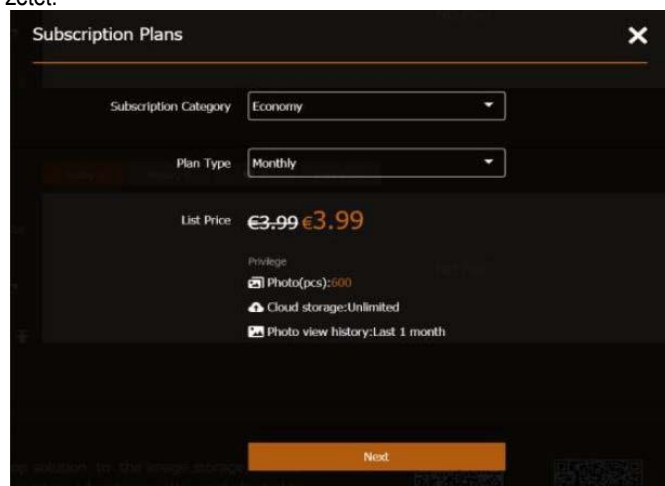 zetet.
Subscription Plans
Subscription Category Economy
Plan Type Monthly
List Price €3.99 €3.99
Privilege
Photo(pcs):600
Cloud storage:Unlimited
Photo view history:Last 1 month
Next